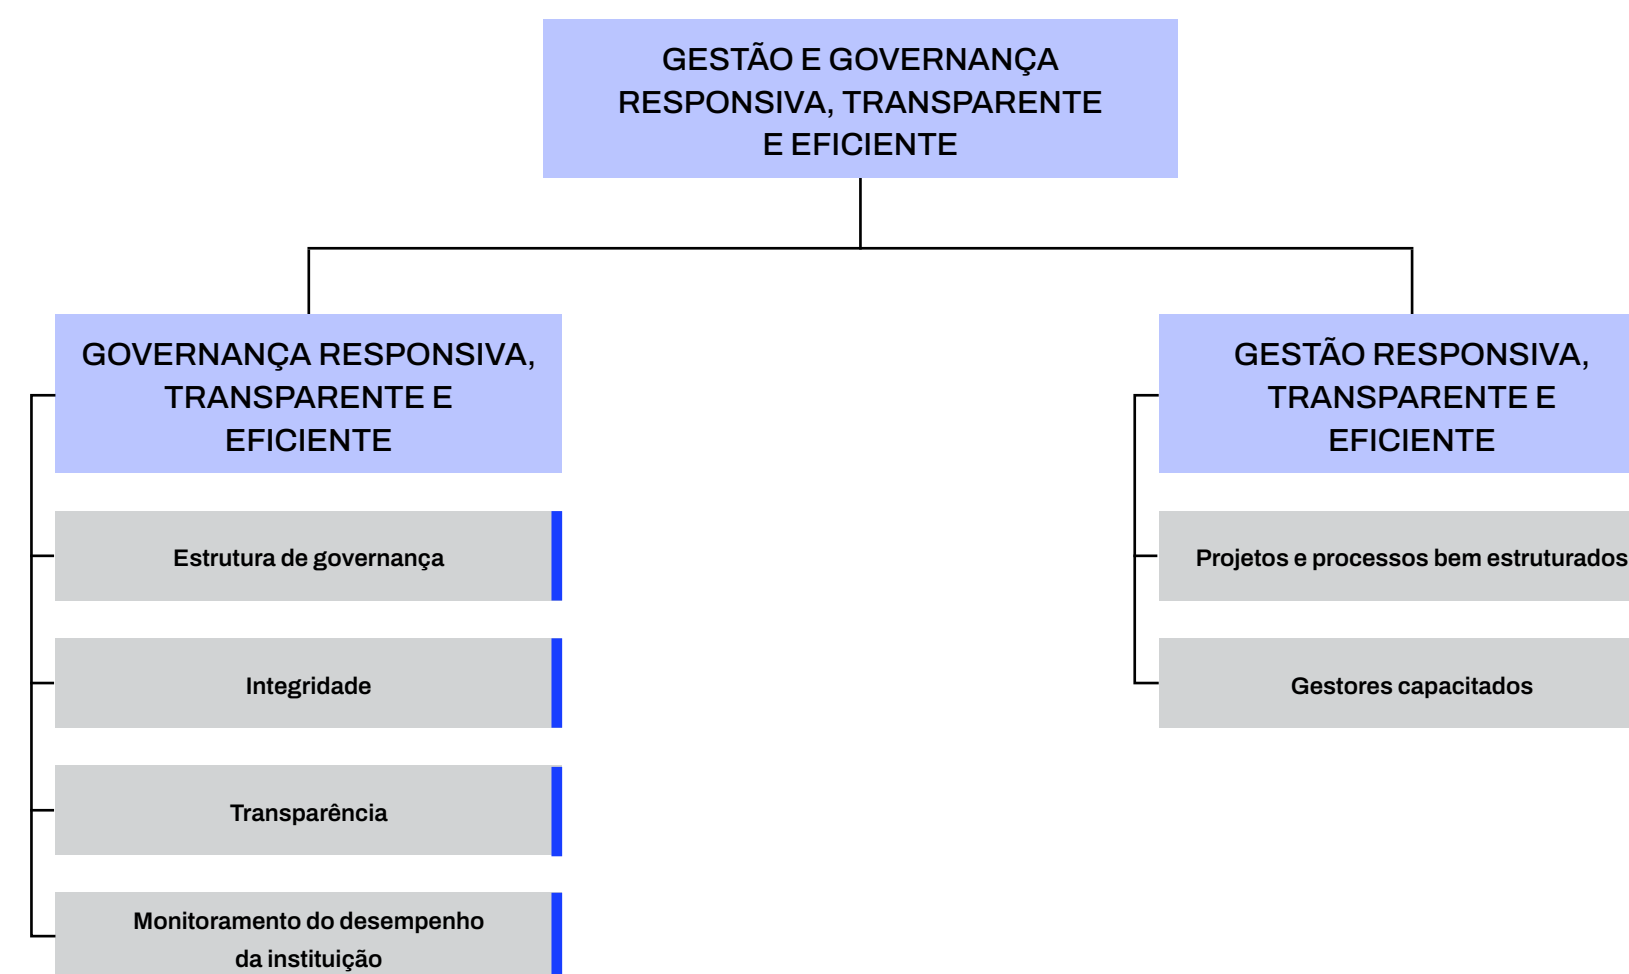 GESTÃO E GOVERNANÇA
RESPONSIVA, TRANSPARENTE
E EFICIENTE
GOVERNANÇA RESPONSIVA,
TRANSPARENTE E
EFICIENTE
Estrutura de governança
Integridade
Transparência
Monitoramento do desempenho
da instituição
GESTÃO RESPONSIVA,
TRANSPARENTE E
EFICIENTE
Projetos e processos bem estruturados
Gestores capacitados